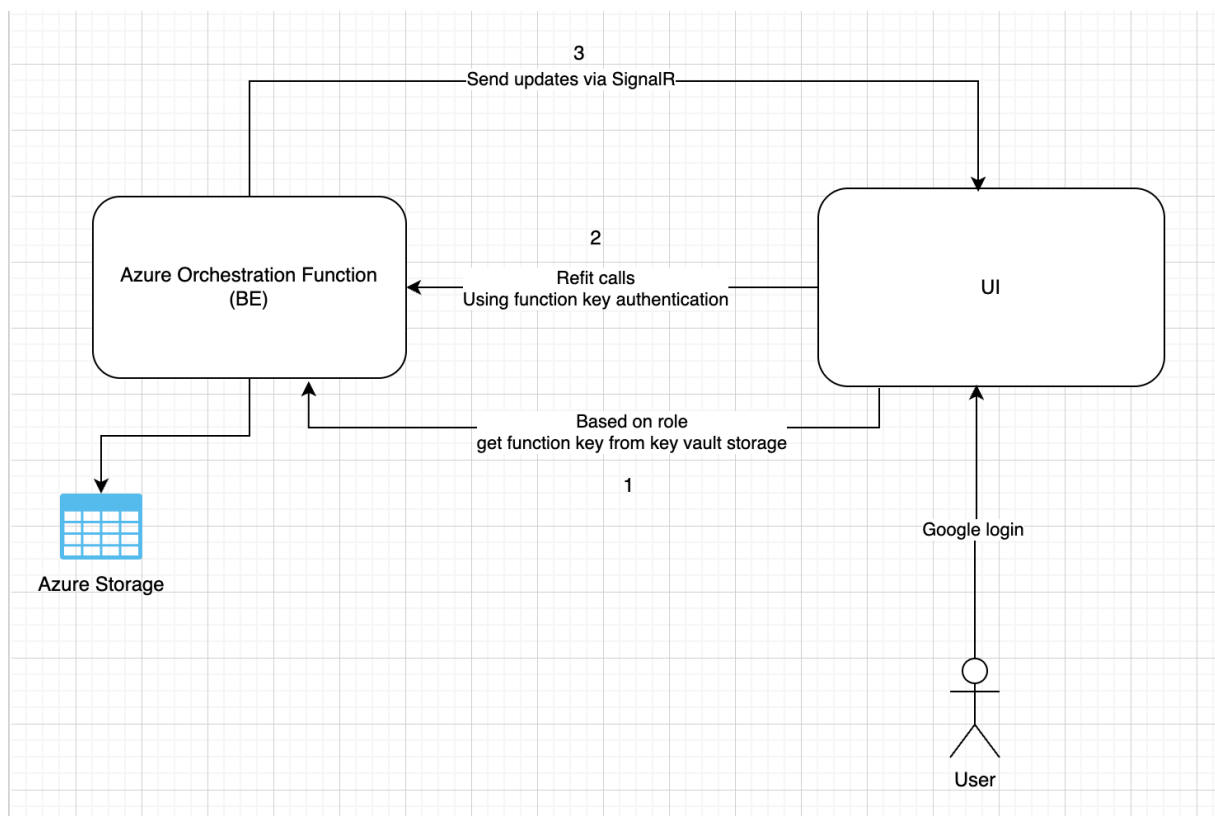 3
Send updates via SignalR
2
Azure Orchestration Function
(BE)
Refit calls
Using function key authentication
UI
Based on role
get function key from key vault storage
1
Google login
Azure Storage
User